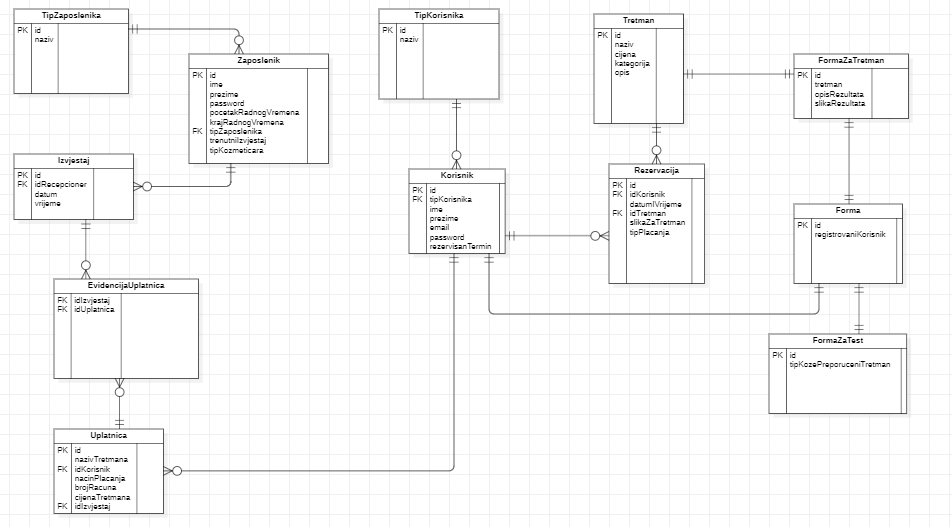 TipZaposlenika
PK id
naziv
Zaposlenik
PK id
ime
prezime
password
pocetakRadnogVremena
krajRadnogVremena
FK tipZaposlenika
trenutniIzvjestaj
tipKozmeticara
TipKorisnika
PK id
naziv
Tretman
PK id
naziv
cijena
kategorija
opis
FormaZaTretman
PK id
tretman
opisRezultata
slikaRezultata
Izvjestaj
PK id
FK idRecepcioner
datum
vrijeme
Korisnik
PK id
FK tipKorisnika
ime
prezime
email
password
rezervisanTermin
Rezervacija
PK id
FK idKorisnik
datumIVrijeme
FK idTretman
slikaZaTretman
tipPlacanja
Forma
PK id
registrovaniKorisnik
EvidencijaUplatnica
FK idIzvjestaj
FK idUplatnica
FormaZaTest
PK id
tipKozePreporuceniTretman
Uplatnica
PK id
nazivTretmana
FK idKorisnik
nacinPlacanja
brojRacuna
cijenaTretmana
FK idIzvjestaj